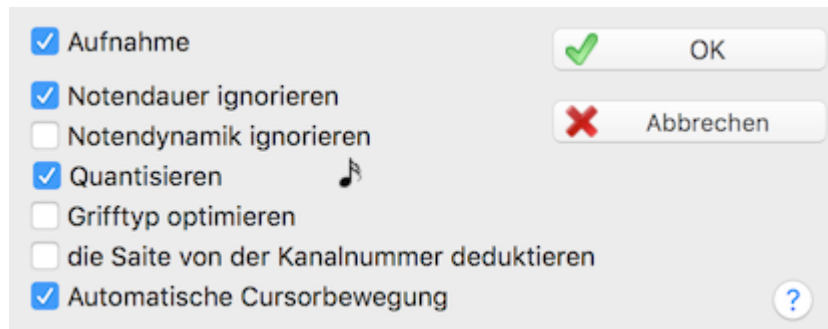 Aufnahme
OK
Notendauer ignorieren
Abbrechen
Notendynamik ignorieren
Quantisieren
Grifftyp optimieren
die Saite von der Kanalnummer deduktieren
Automatische Cursorbewegung
?